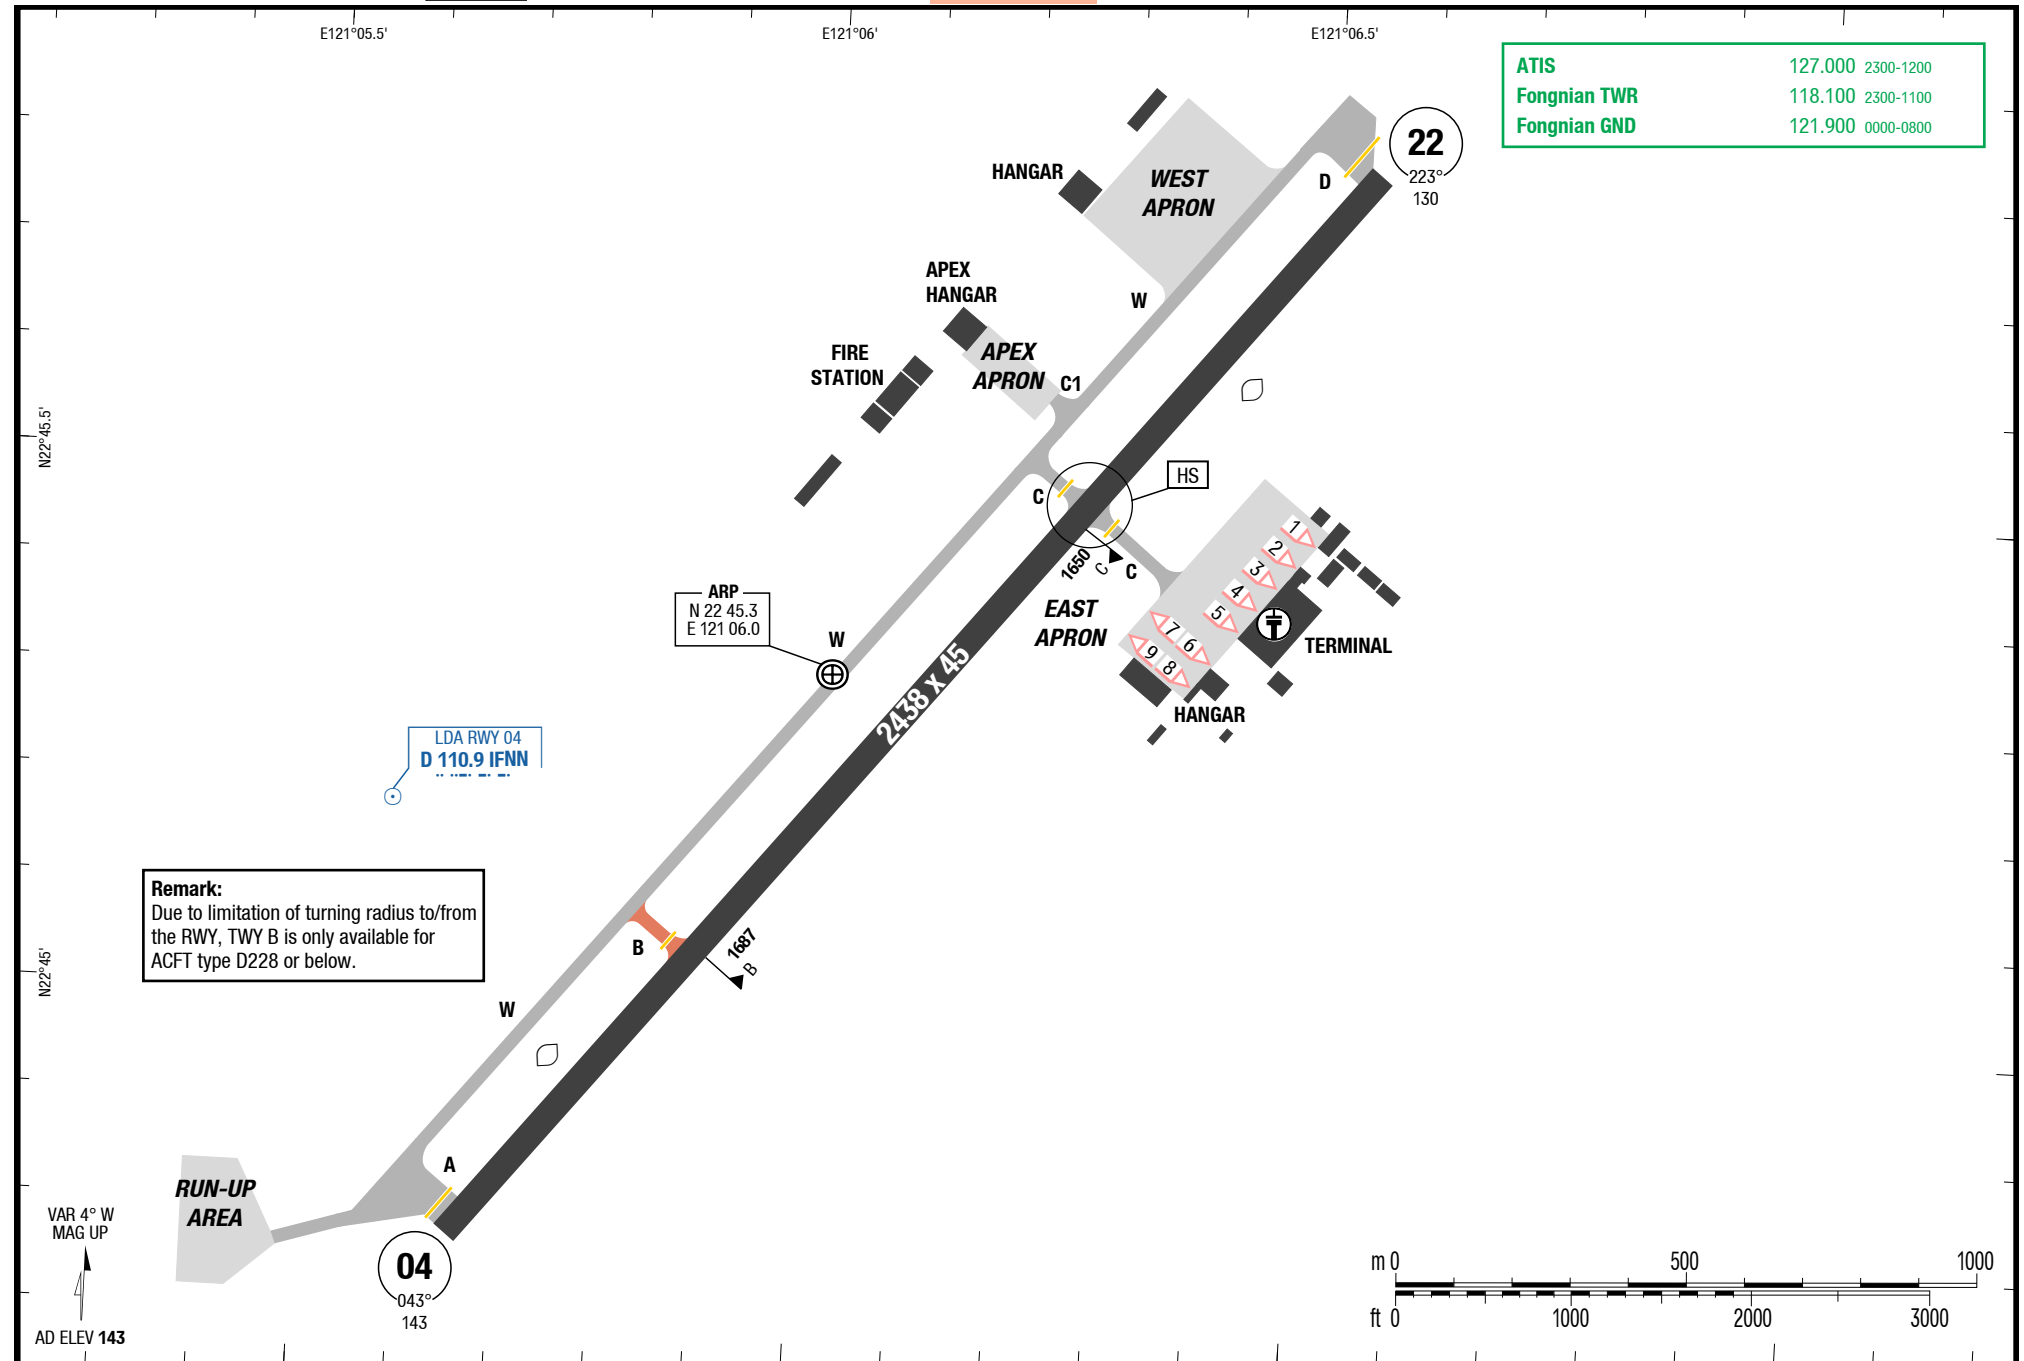 E121°05.5'
E121°06'
E121°06.5'
ATIS 127.000 2300-1200
Fongnian TWR 118.100 2300-1100
Fongnian GND 121.900 0000-0800
22
223°
130
D
HANGAR
WEST
APRON
W
APEX
HANGAR
APEX
APRON
C1
FIRE
STATION
N22°45.5'
HS
C
1650
C
C
1
2
3
4
5
6
7
8
9
EAST
APRON
TERMINAL
HANGAR
ARP
N 22 45.3
E 121 06.0
W
2438 x 45
LDA RWY 04
D 110.9 IFNN
Remark:
Due to limitation of turning radius to/from
the RWY, TWY B is only available for
ACFT type D228 or below.
B
1687
B
N22°45'
W
A
RUN-UP
AREA
VAR 4° W
MAG UP
AD ELEV 143
04
043°
143
m 0 500 1000
ft 0 1000 2000 3000